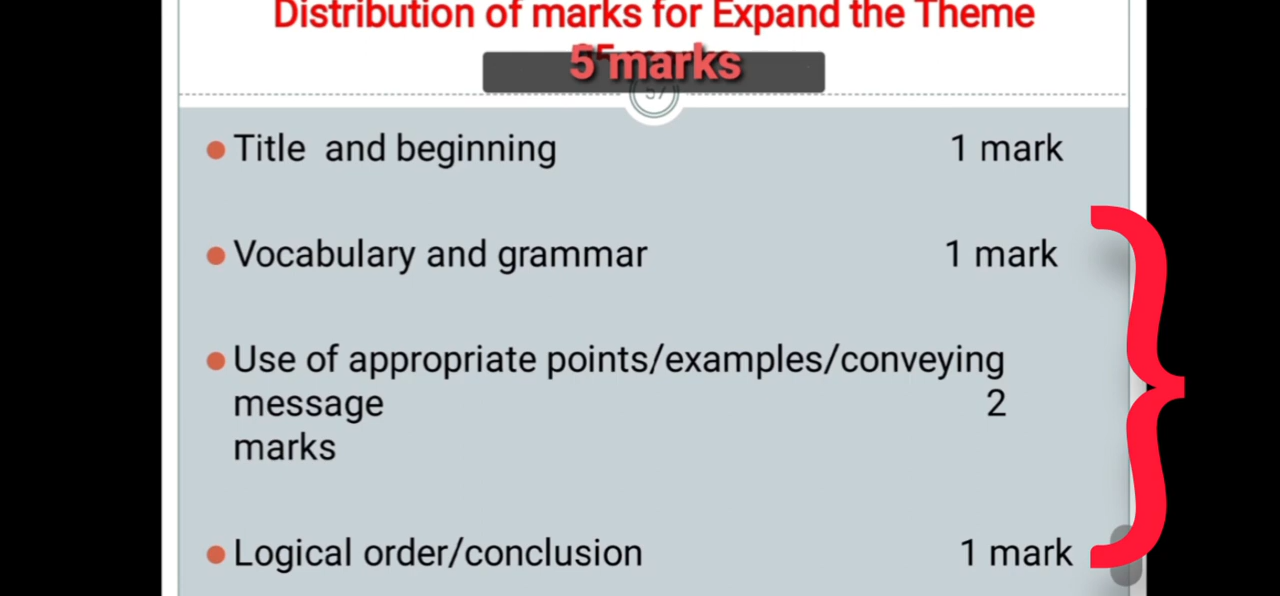 Distribution of marks for Expand the Theme
5 marks
57
Title and beginning 1 mark
Vocabulary and grammar 1 mark
Use of appropriate points/examples/conveying
message 2
marks
Logical order/conclusion 1 mark